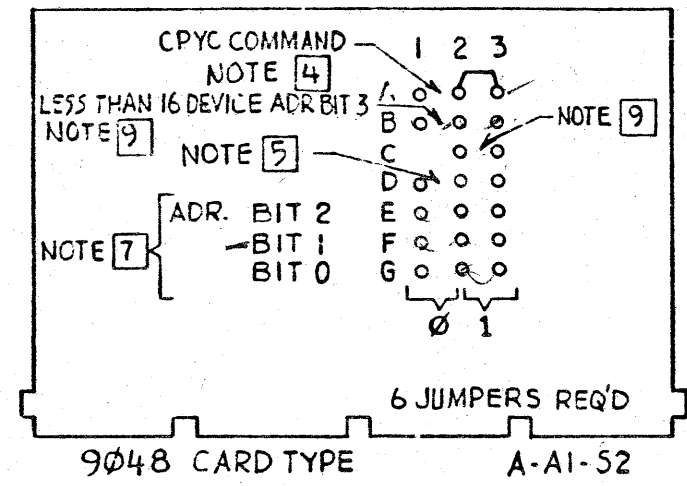 CPYC COMMAND 1 2 3
NOTE 4 A
LESS THAN 16 DEVICE ADR BIT 3 B NOTE 9
NOTE 9
NOTE 5 C
D
ADR. BIT 2 E
NOTE 7 BIT 1 F
BIT 0 G
Ø 1
6 JUMPERS REQ'D
9Ø48 CARD TYPE A-A1-S2